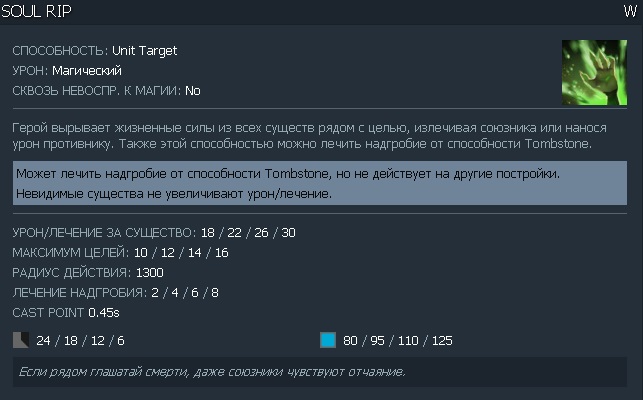 SOUL RIP W
СПОСОБНОСТЬ: Unit Target
УРОН: Магический
СКВОЗЬ НЕВОСПР. К МАГИИ: No
Герой вырывает жизненные силы из всех существ рядом с целью, излечивая союзника или нанося
урон противнику. Также этой способностью можно лечить надгробие от способности Tombstone.
Может лечить надгробие от способности Tombstone, но не действует на другие постройки.
Невидимые существа не увеличивают урон/лечение.
УРОН/ЛЕЧЕНИЕ ЗА СУЩЕСТВО: 18 / 22 / 26 / 30
МАКСИМУМ ЦЕЛЕЙ: 10 / 12 / 14 / 16
РАДИУС ДЕЙСТВИЯ: 1300
ЛЕЧЕНИЕ НАДГРОБИЯ: 2 / 4 / 6 / 8
CAST POINT 0.45s
24 / 18 / 12 / 6 80 / 95 / 110 / 125
Если рядом глашатай смерти, даже союзники чувствуют отчаяние.